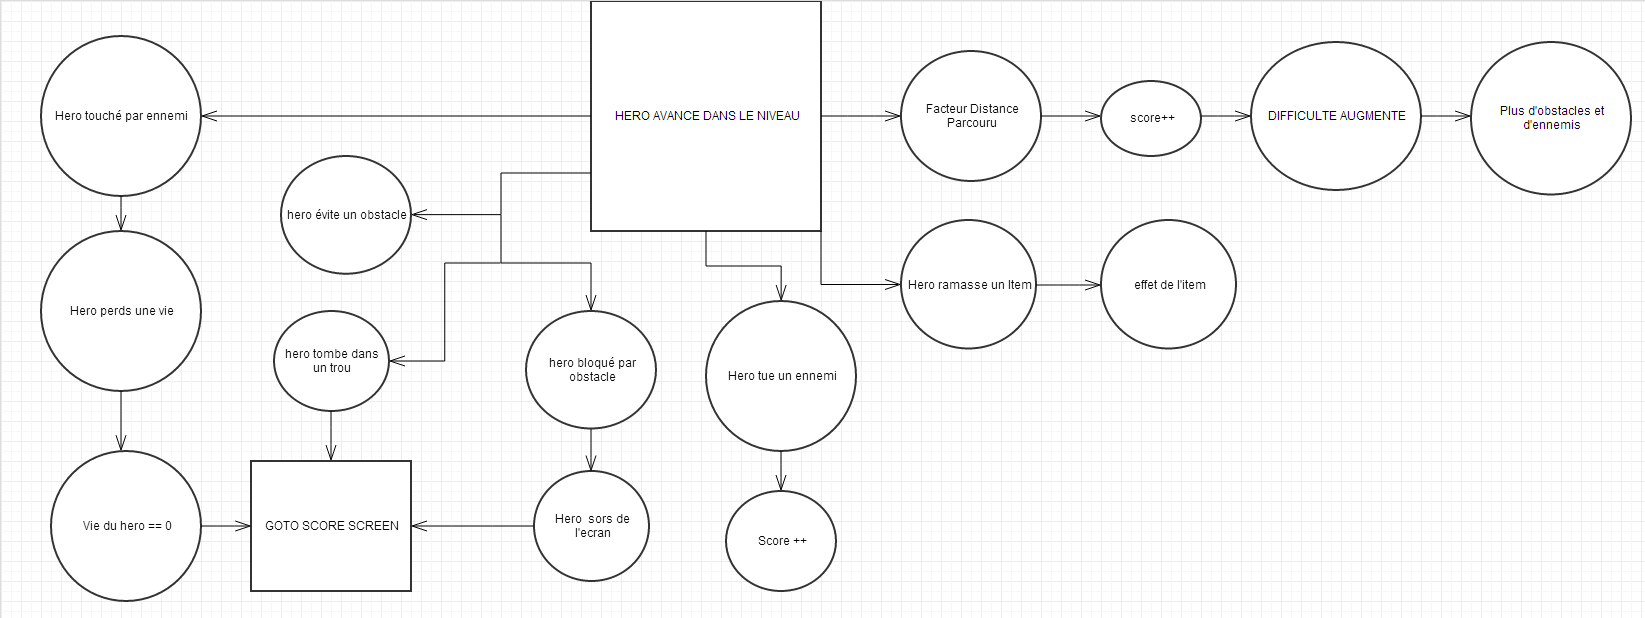 HERO AVANCE DANS LE NIVEAU
Hero touché par ennemi
Facteur Distance
Parcouru
score++
DIFFICULTE AUGMENTE
Plus d'obstacles et
d'ennemis
hero évite un obstacle
Hero ramasse un Item
effet de l'item
Hero perds une vie
hero tombe dans
un trou
hero bloqué par
obstacle
Hero tue un ennemi
Vie du hero == 0
GOTO SCORE SCREEN
Hero sors de
l'ecran
Score ++